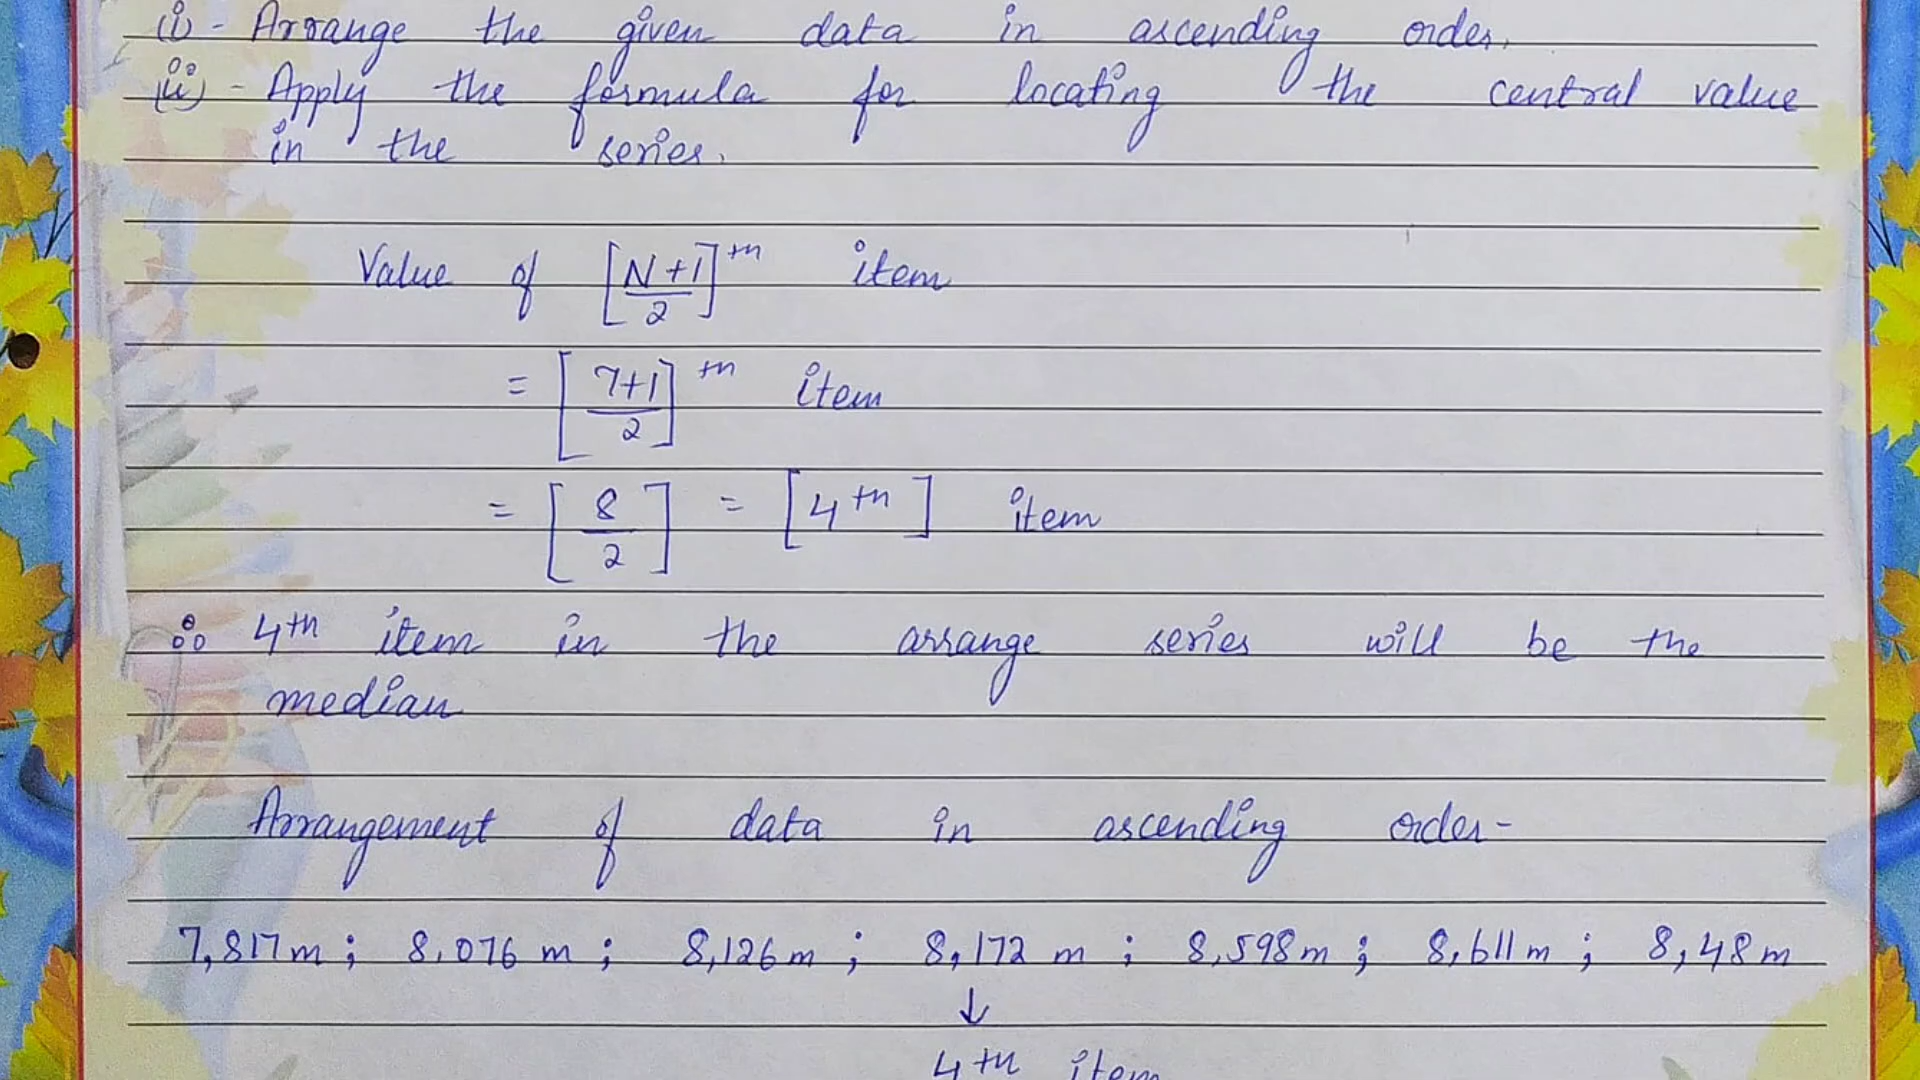 (i) - Arrange the given data in ascending order.
(ii) - Apply the formula for locating the central value
in the series.
Value of [N+1/2]th item
= [7+1/2]th item
= [8/2] = [4th] item
∴ 4th item in the arrange series will be the
median
Arrangement of data in ascending order-
7,817m; 8,076 m; 8,126m; 8,172 m; 8,598m; 8,611m; 8,48m
↓
4th item